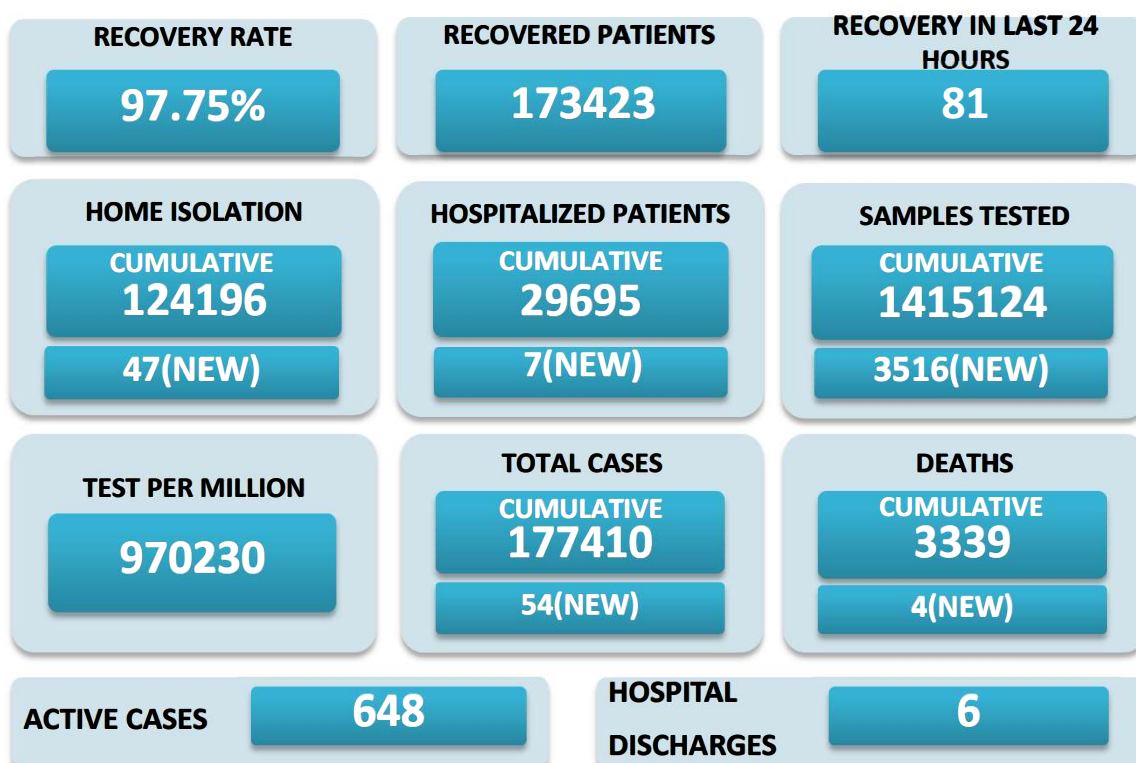 RECOVERY RATE
97.75%
RECOVERED PATIENTS
173423
RECOVERY IN LAST 24
HOURS
81
HOME ISOLATION
CUMULATIVE
124196
47(NEW)
HOSPITALIZED PATIENTS
CUMULATIVE
29695
7(NEW)
SAMPLES TESTED
CUMULATIVE
1415124
3516(NEW)
TEST PER MILLION
970230
TOTAL CASES
CUMULATIVE
177410
54(NEW)
DEATHS
CUMULATIVE
3339
4(NEW)
ACTIVE CASES
648
HOSPITAL
DISCHARGES
6